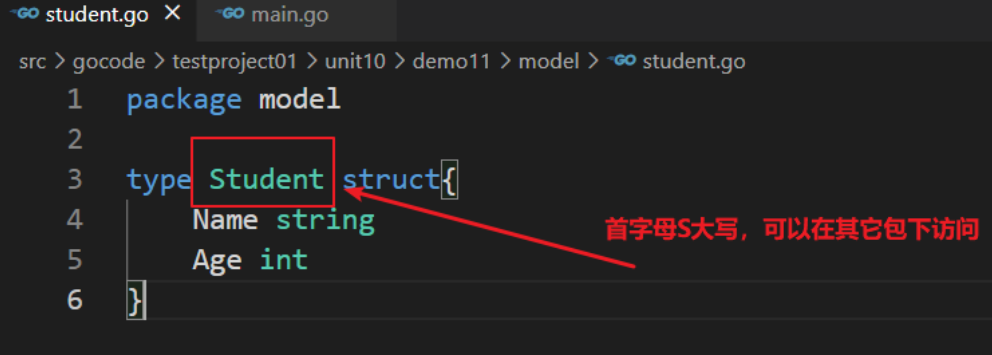 GO student.go × GO main.go
src > gocode > testproject01 > unit10 > demo11 > model > GO student.go
1 package model
2
3 type Student struct{
4 Name string
5 Age int
6 }
首字母S大写，可以在其它包下访问